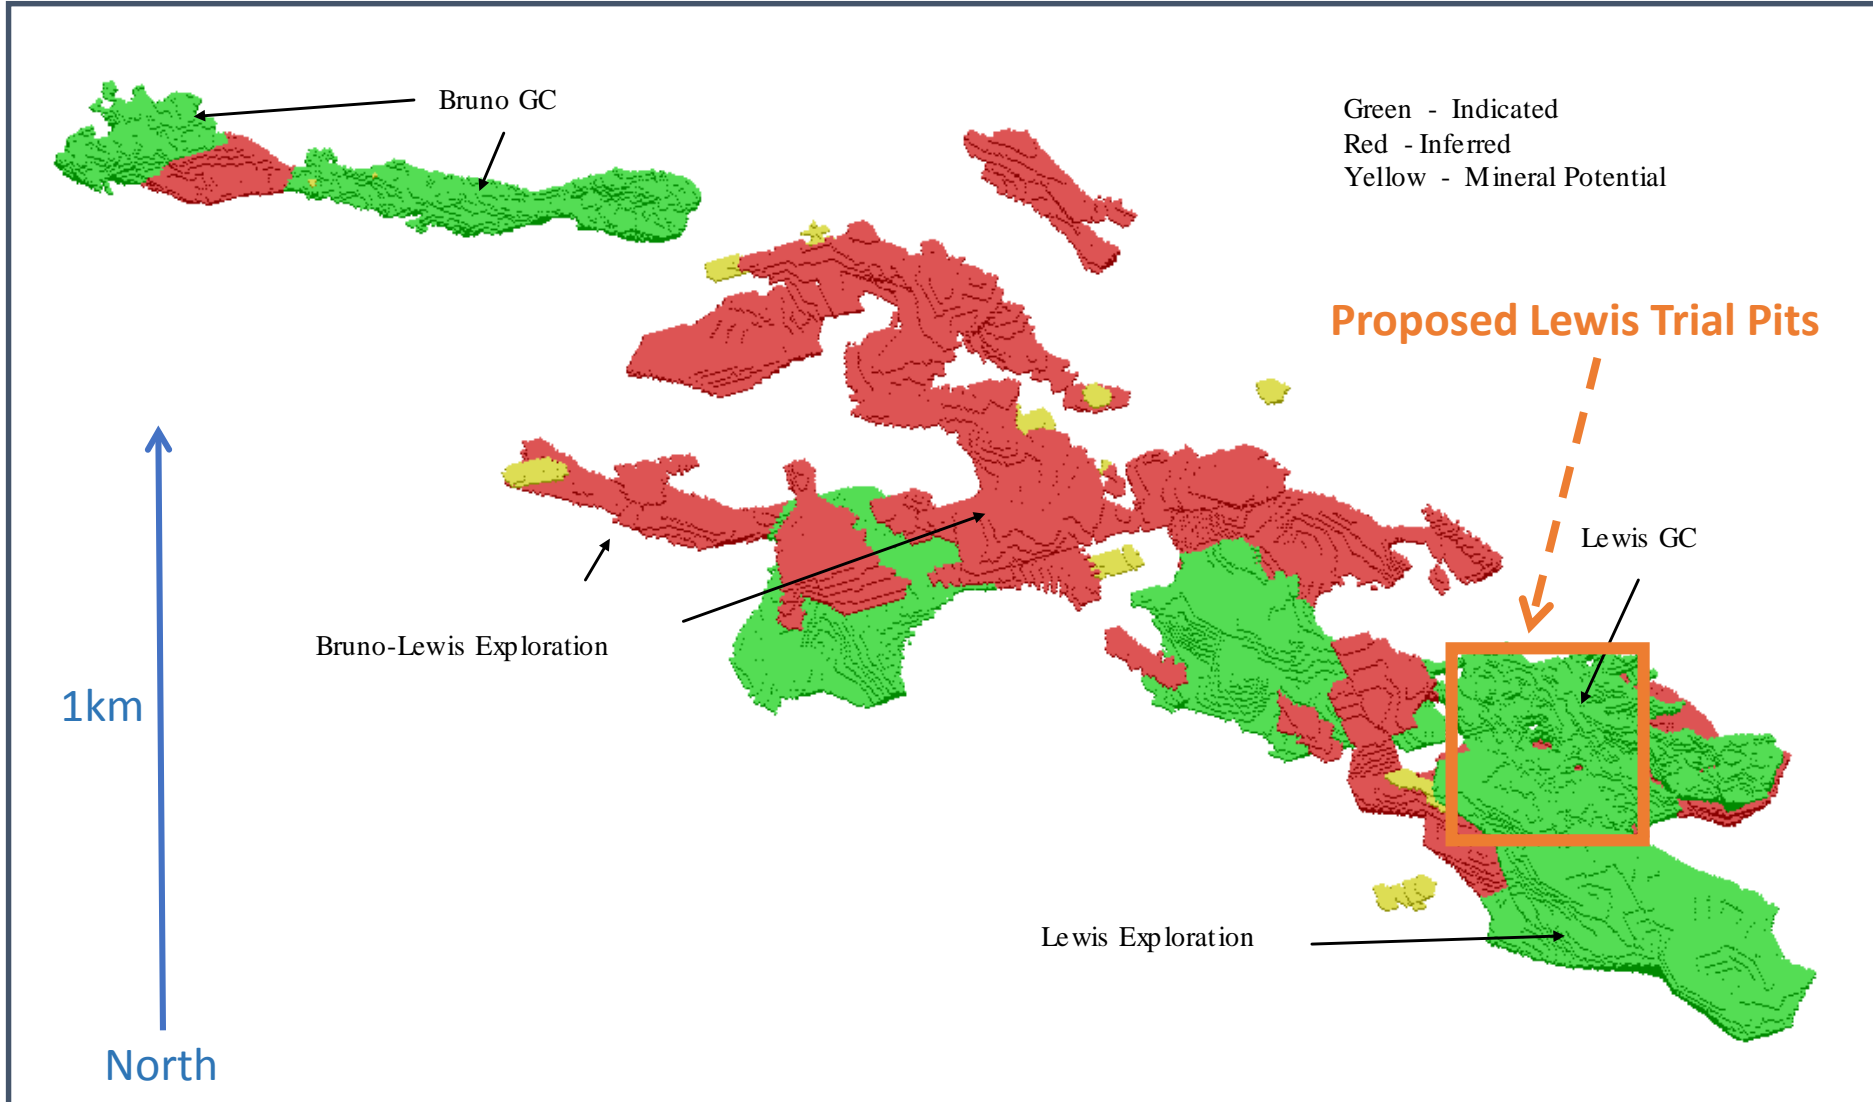 Bruno GC
Green - Indicated
Red - Inferred
Yellow - Mineral Potential
Proposed Lewis Trial Pits
Lewis GC
Bruno-Lewis Exploration
1km
Lewis Exploration
North